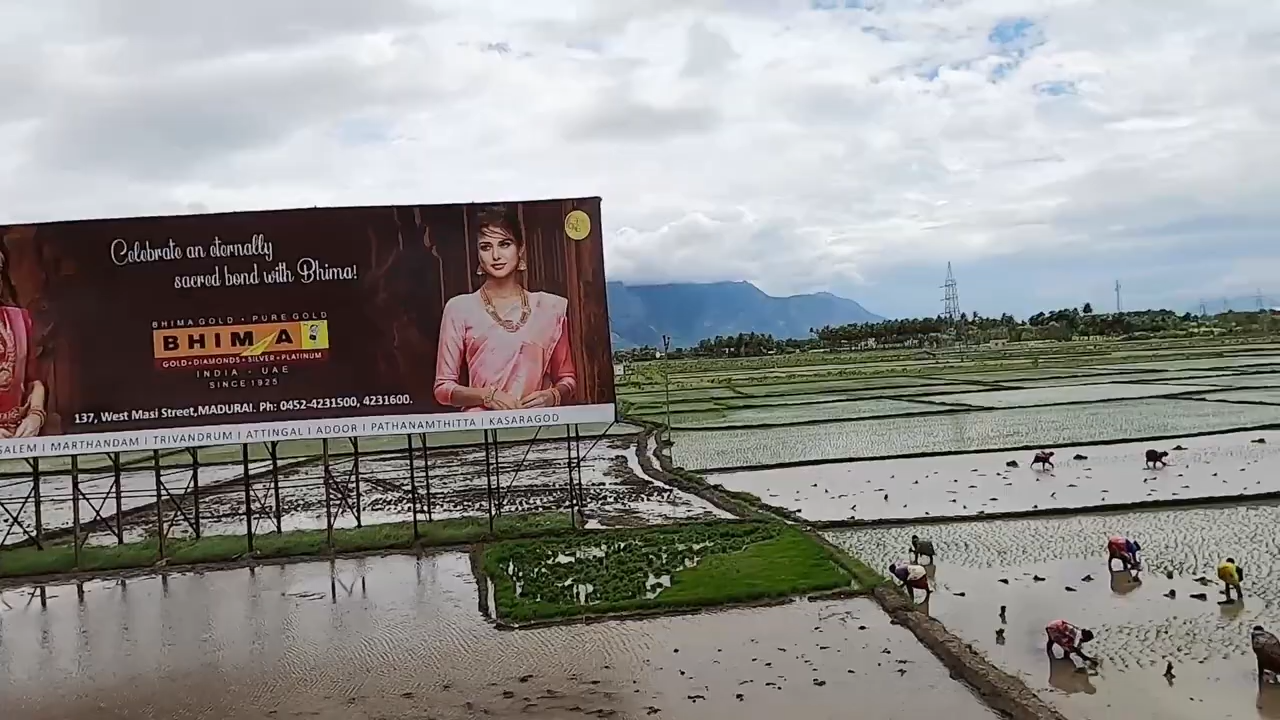 Celebrate an eternally
sacred bond with Bhima!
BHIMA GOLD • PURE GOLD
BHIMA
GOLD • DIAMONDS • SILVER • PLATINUM
INDIA • UAE
SINCE 1925
137, West Masi Street, MADURAI. Ph: 0452-4231500, 4231600.
SALEM I MARTHANDAM I TRIVANDRUM I ATTINGAL I ADOOR I PATHANAMTHITTA I KASARAGOD